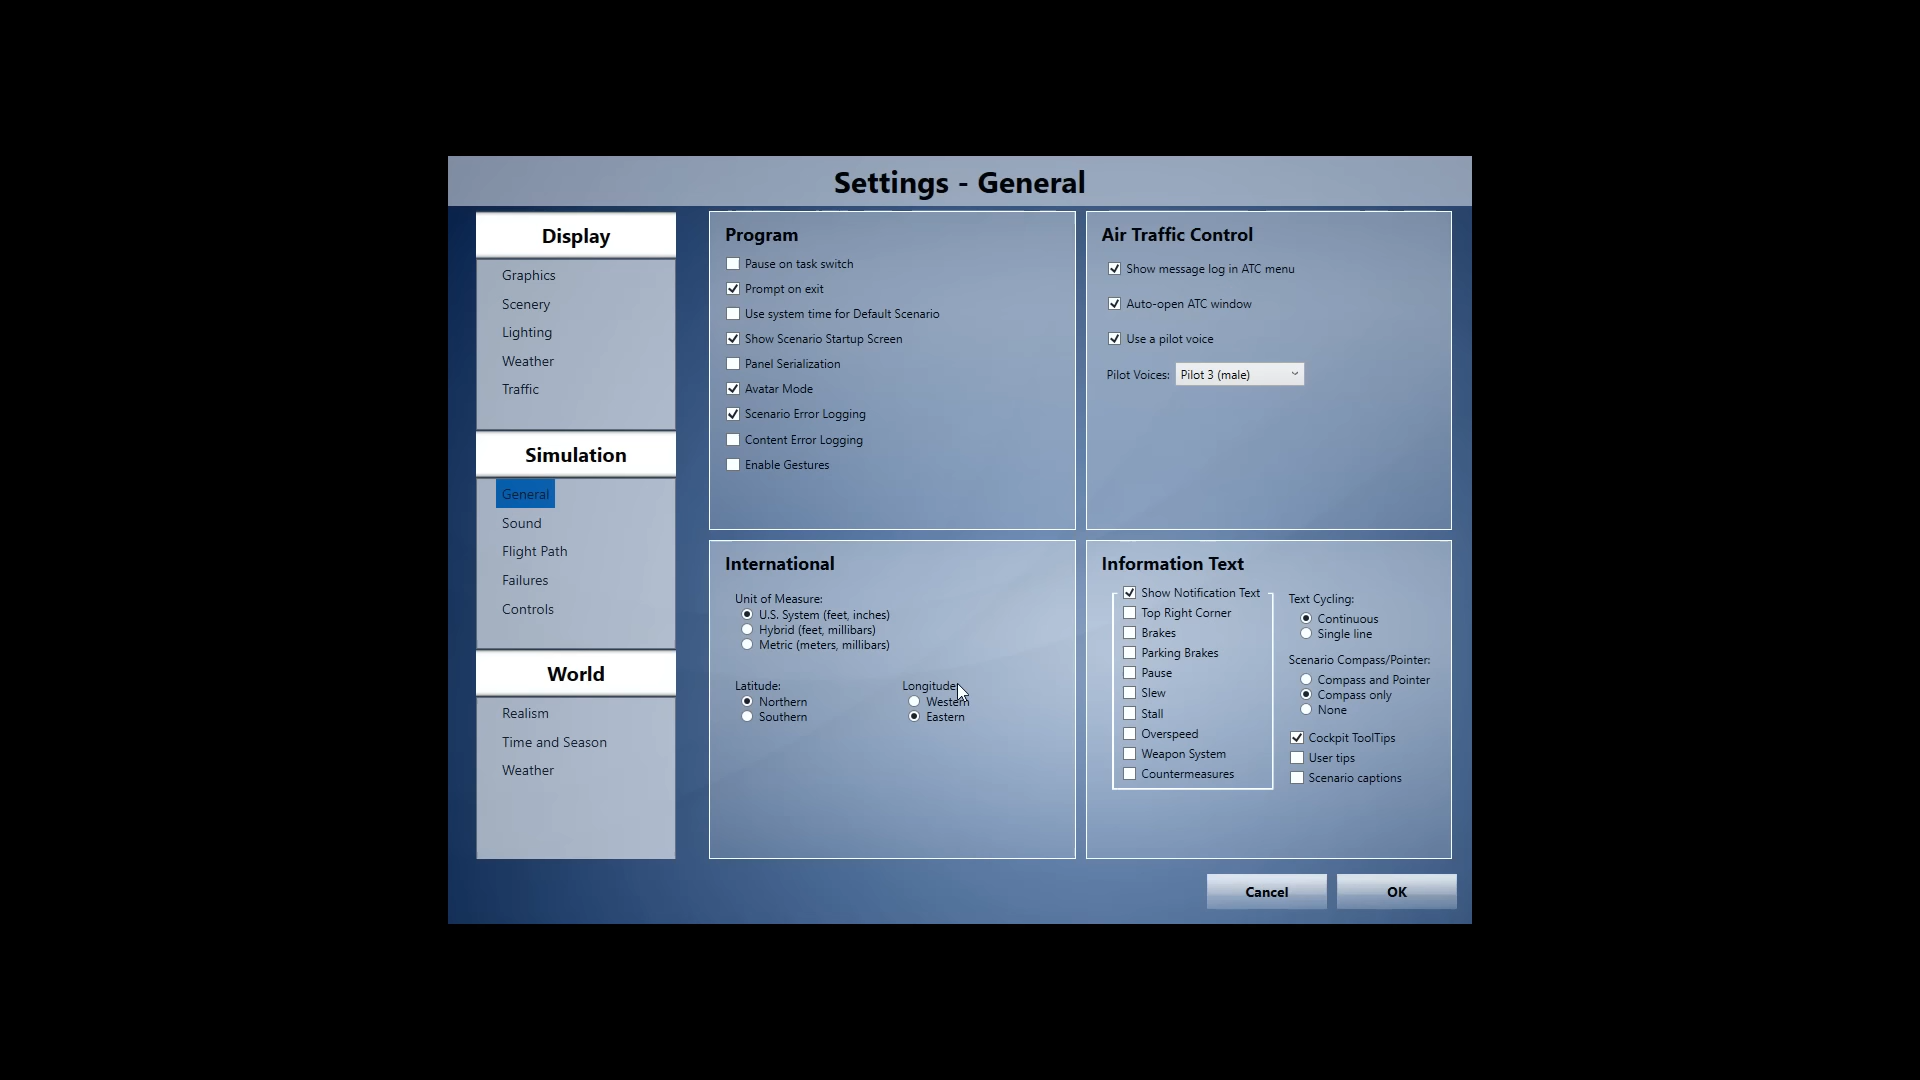 Settings - General
Display
Graphics
Scenery
Lighting
Weather
Traffic
Simulation
General
Sound
Flight Path
Failures
Controls
World
Realism
Time and Season
Weather
Program
Pause on task switch
Prompt on exit
Use system time for Default Scenario
Show Scenario Startup Screen
Panel Serialization
Avatar Mode
Scenario Error Logging
Content Error Logging
Enable Gestures
Air Traffic Control
Show message log in ATC menu
Auto-open ATC window
Use a pilot voice
Pilot Voices: Pilot 3 (male)
International
Unit of Measure:
U.S. System (feet, inches)
Hybrid (feet, millibars)
Metric (meters, millibars)
Latitude:
Northern
Southern
Longitude:
Western
Eastern
Information Text
Show Notification Text
Top Right Corner
Brakes
Parking Brakes
Pause
Slew
Stall
Overspeed
Weapon System
Countermeasures
Text Cycling:
Continuous
Single line
Scenario Compass/Pointer:
Compass and Pointer
Compass only
None
Cockpit ToolTips
User tips
Scenario captions
Cancel
OK